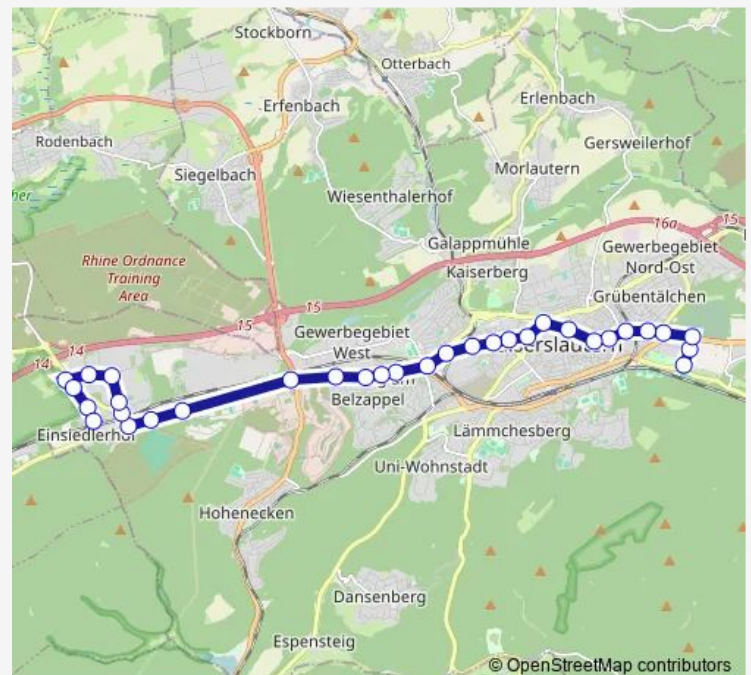 Stockborn
Otterbach
Erfenbach
Erlenbach
Rodenbach
Gersweilerhof
Siegelbach
Morlautern
Wiesenthalerhof
16a
15
Galappmühle
Kaiserberg
Gewerbegebiet
Nord-Ost
Rhine Ordnance
Training
Area
15
15
Grübentälchen
Gewerbegebiet
West
14
14
Belzappel
Einsiedlerhof
Lämmchesberg
Uni-Wohnstadt
Hohenecken
Dansenberg
Espensteig
© OpenStreetMap contributors